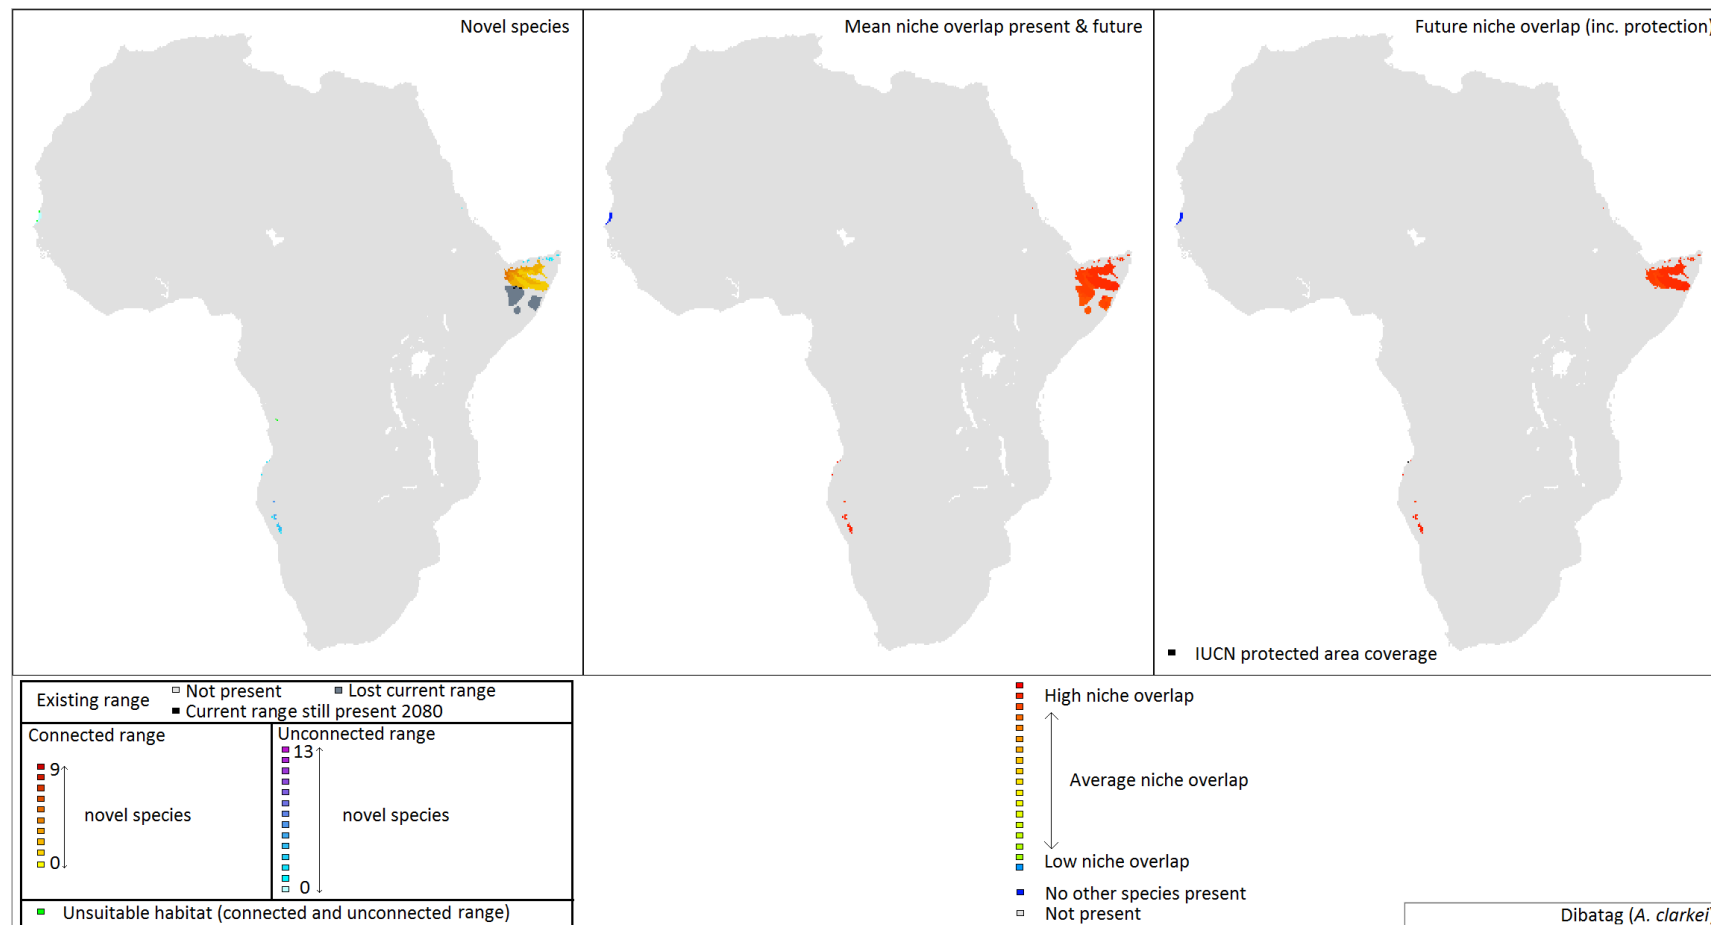 Novel species
Mean niche overlap present & future
Future niche overlap (inc. protection)
IUCN protected area coverage
Existing range
Not present
Lost current range
Current range still present 2080
Connected range
9
novel species
0
Unconnected range
13
novel species
0
Unsuitable habitat (connected and unconnected range)
High niche overlap
Average niche overlap
Low niche overlap
No other species present
Not present
Dibatag (A. clarkei)